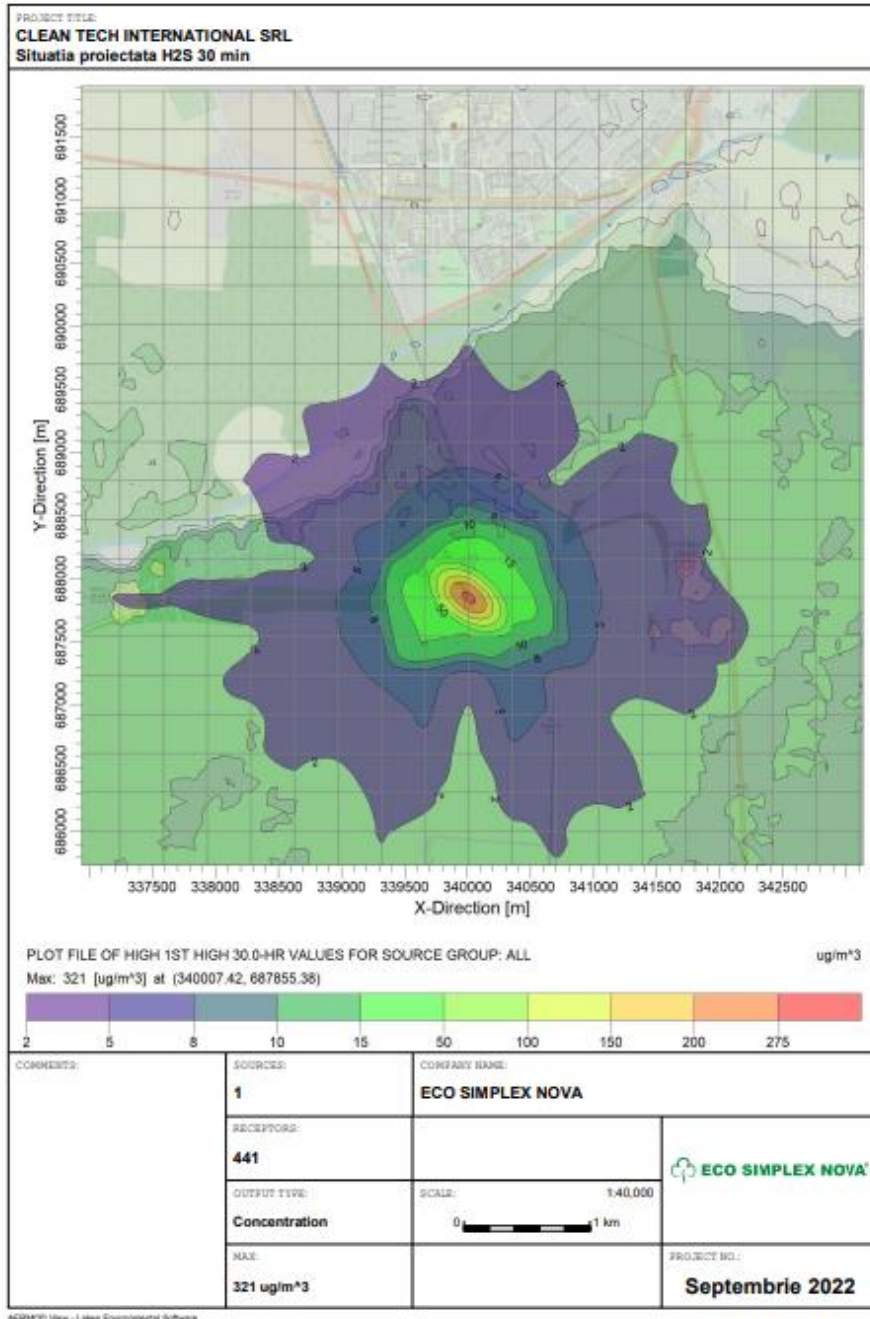 PROJECT TITLE:
CLEAN TECH INTERNATIONAL SRL
Situatia proiectata H2S 30 min
Y-Direction [m]
691500
691000
690500
690000
689500
689000
688500
688000
687500
687000
686500
686000
337500 338000 338500 339000 339500 340000 340500 341000 341500 342000 342500
X-Direction [m]
PLOT FILE OF HIGH 1ST HIGH 30.0-HR VALUES FOR SOURCE GROUP: ALL ug/m^3
Max: 321 [ug/m^3] at (340007.42, 687855.38)
2 5 8 10 15 50 100 150 200 275
COMMENTS:
SOURCES:
1
COMPANY NAME:
ECO SIMPLEX NOVA
RECEPTORS:
441
ECO SIMPLEX NOVA
OUTPUT TYPE:
Concentration
SCALE: 1:40,000
0 1 km
MAX:
321 ug/m^3
PROJECT NO.:
Septembrie 2022
AERMOD View - Lakes Environmental Software